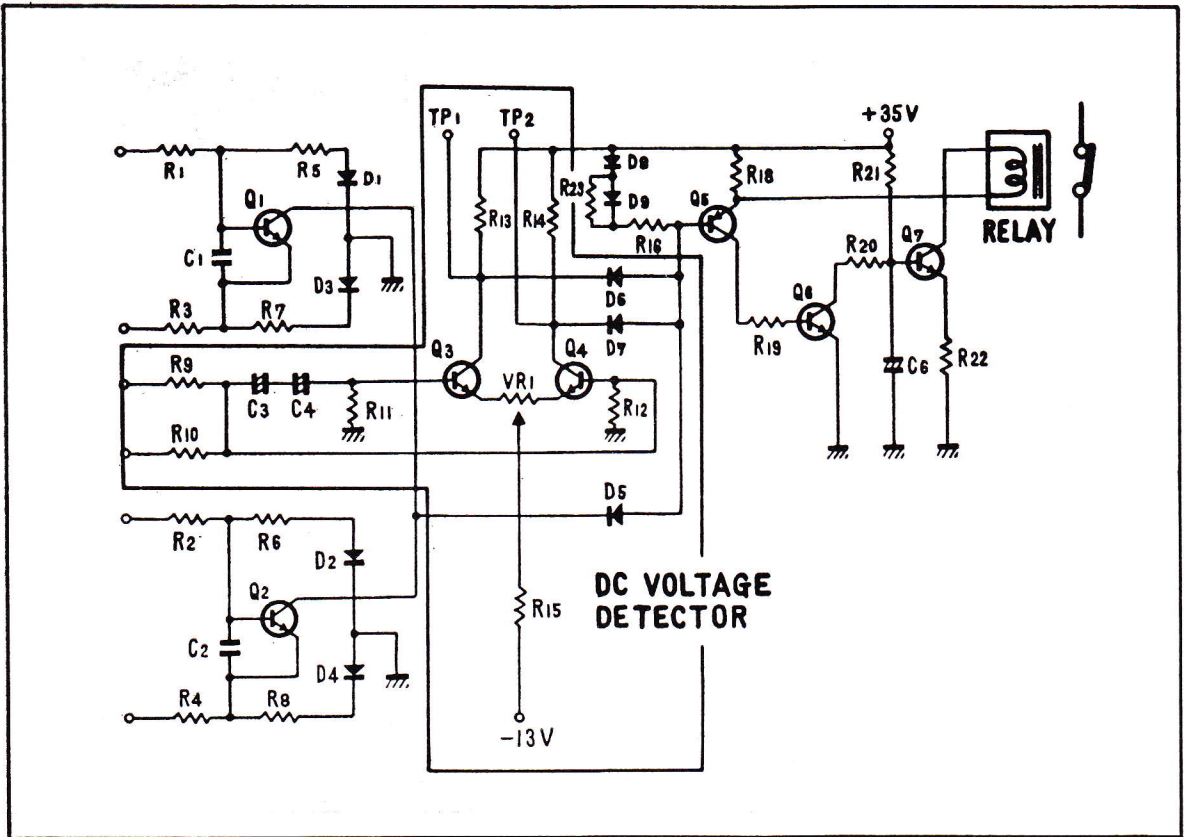 TP1 TP2
+35V
R1 R5 D1
D8
R18 R21
Q1
R23 D9
Q5
R13 R14
R16
RELAY
C1
R20 Q7
D3
D6
R3 R7
Q6
D7
R19
Q3 Q4
R9
VR1
C6 R22
C3 C4 R11
R12
R10
D5
R2 R6
D2
DC VOLTAGE
DETECTOR
R15
Q2
C2
D4
R4 R8
-13V